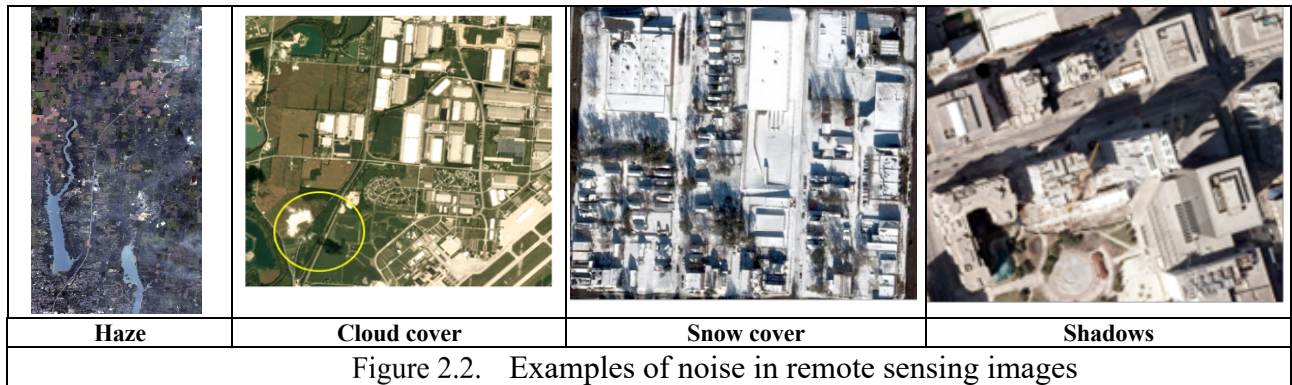 Haze
Cloud cover
Snow cover
Shadows
Figure 2.2. Examples of noise in remote sensing images